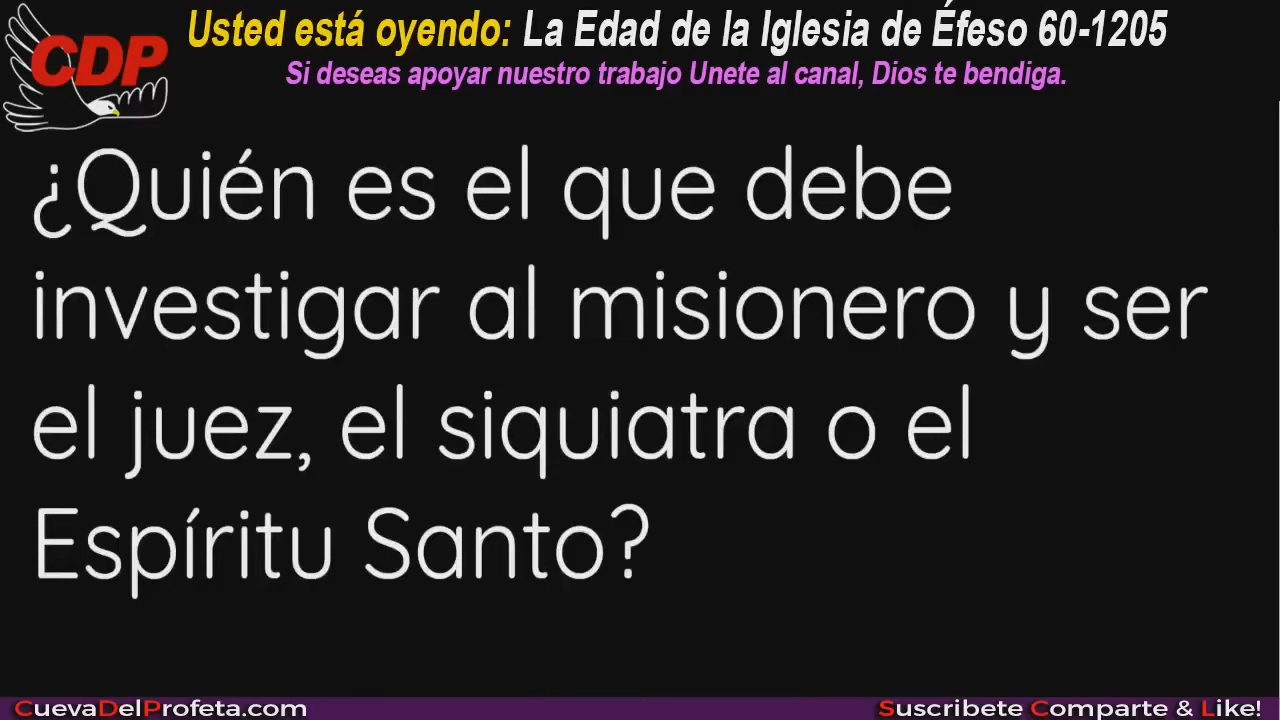 CDP
Usted está oyendo: La Edad de la Iglesia de Éfeso 60-1205
Si deseas apoyar nuestro trabajo Unete al canal, Dios te bendiga.
¿Quién es el que debe
investigar al misionero y ser
el juez, el siquiatra o el
Espíritu Santo?
CuevaDelProfeta.com
Suscribete Comparte & Like!